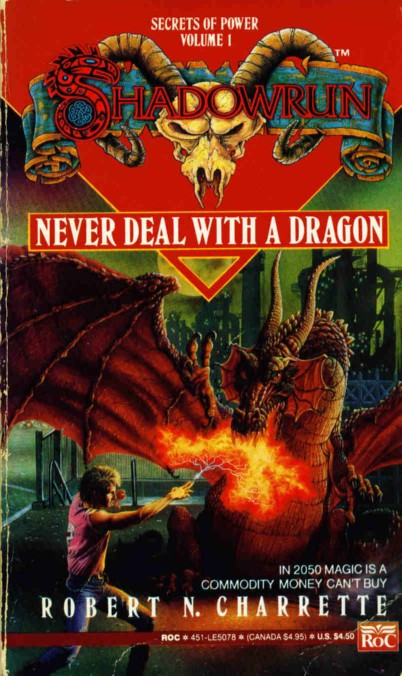 SECRETS OF POWER
VOLUME 1
SHADOWRUN TM
NEVER DEAL WITH A DRAGON
IN 2050 MAGIC IS A
COMMODITY MONEY CAN'T BUY
ROBERT N. CHARRETTE
ROC * 451-LE5078 * (CANADA $4.95) * U.S. $4.50
ROC